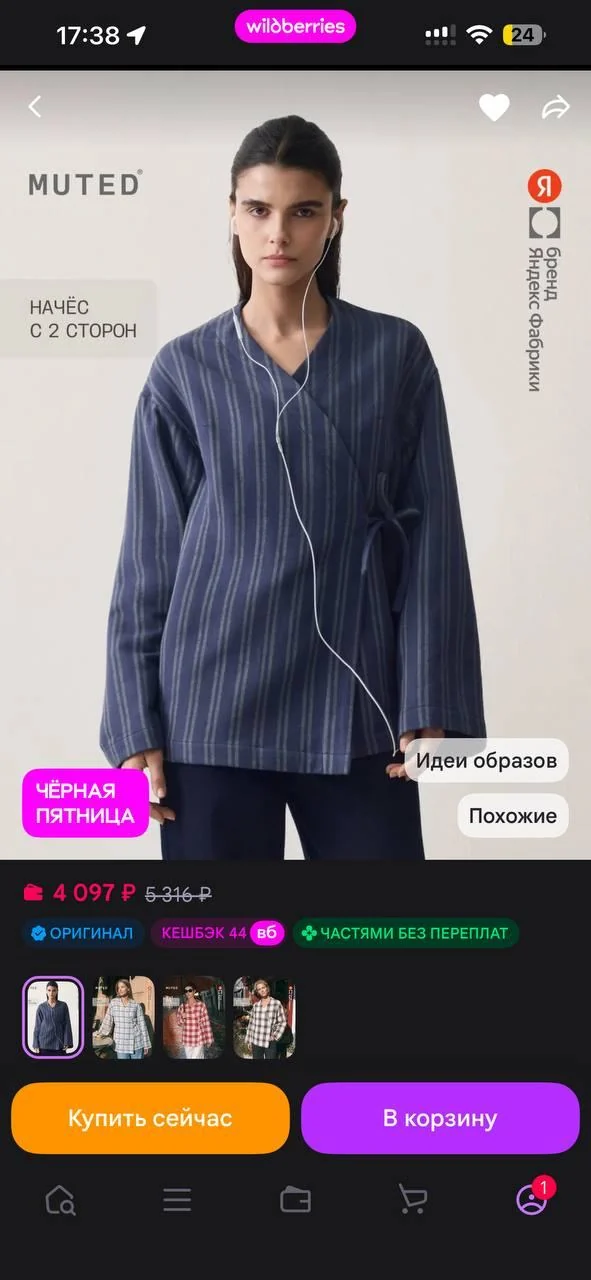 17:38
wildberries
24
MUTED®
Я
бренд
Яндекс Фабрики
НАЧЁС
С 2 СТОРОН
Идеи образов
ЧЁРНАЯ
ПЯТНИЦА
Похожие
4 097 ₽ 5 316 ₽
ОРИГИНАЛ КЕШБЭК 44 вб ЧАСТЯМИ БЕЗ ПЕРЕПЛАТ
Купить сейчас В корзину
1